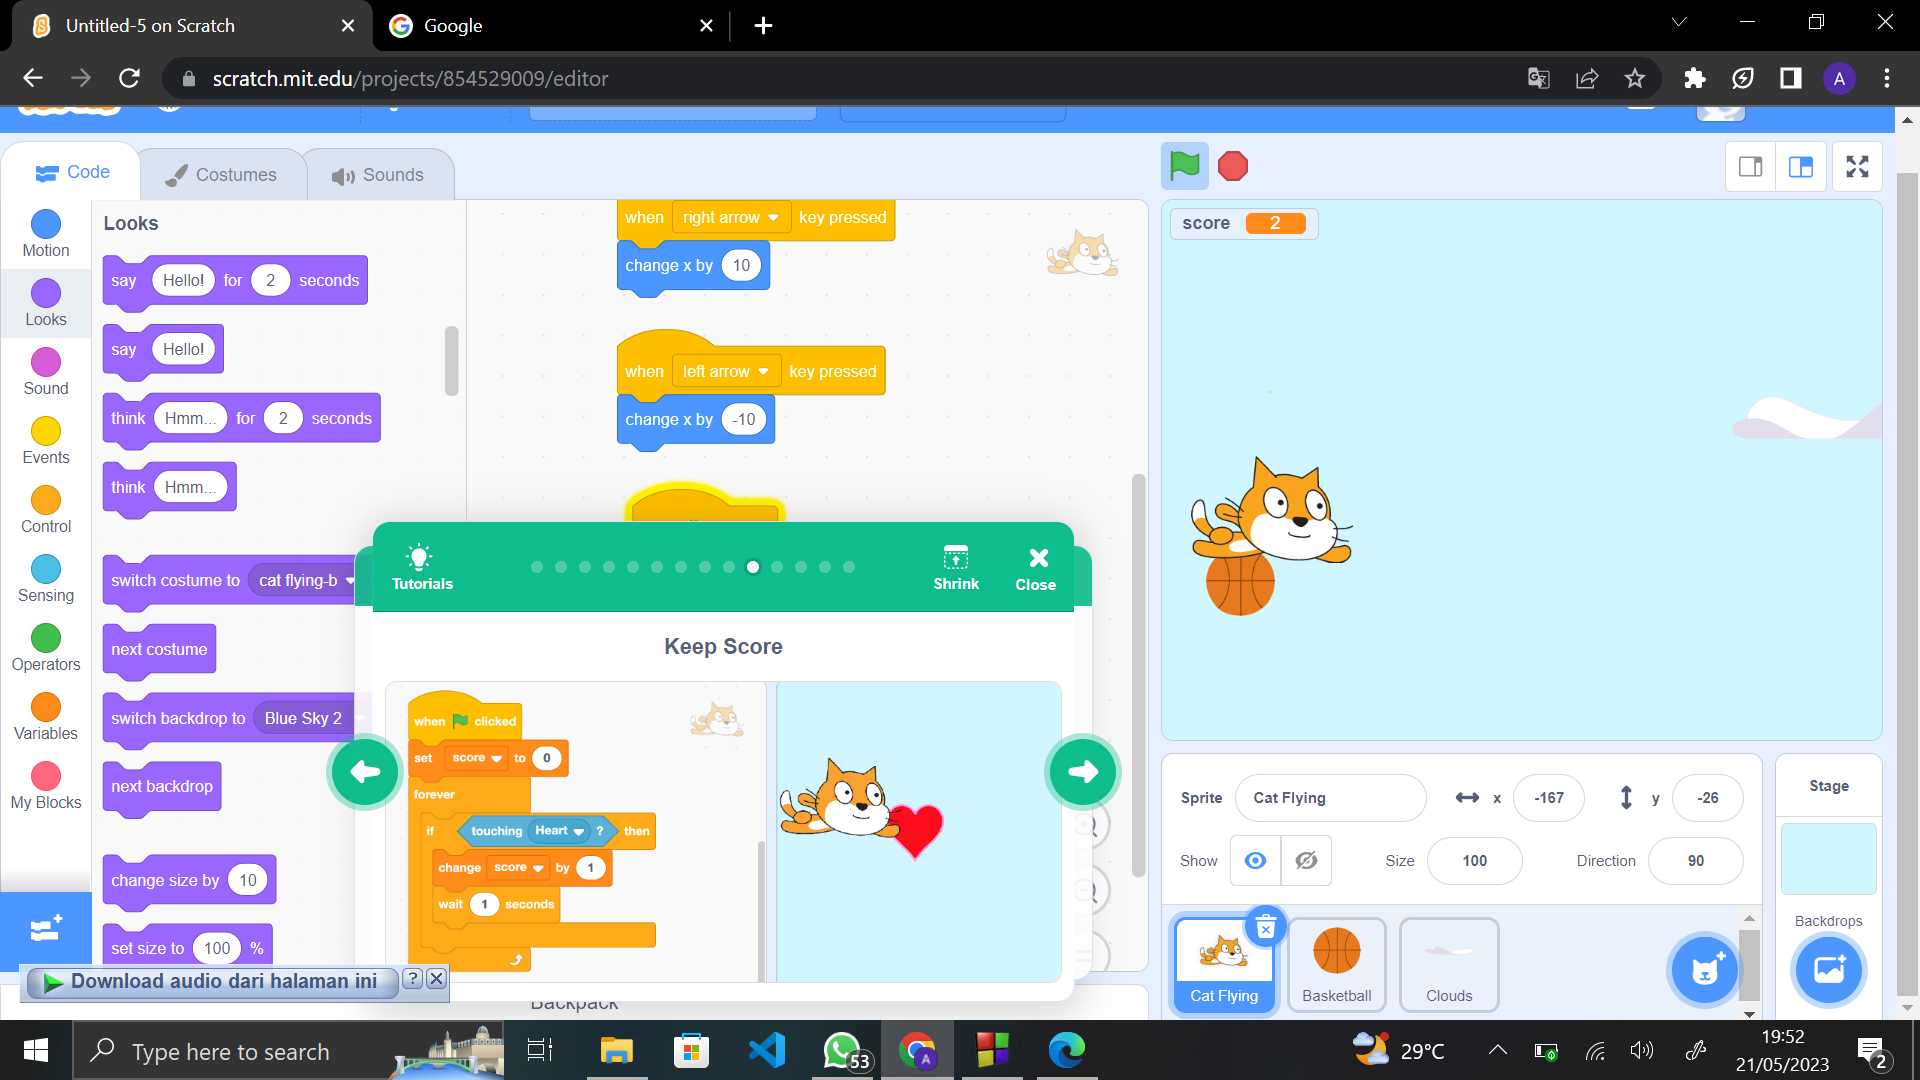 Untitled-5 on Scratch
Google
scratch.mit.edu/projects/854529009/editor
A
Code
Costumes
Sounds
Motion
Looks
Sound
Events
Control
Sensing
Operators
Variables
My Blocks
Looks
say Hello! for 2 seconds
say Hello!
think Hmm... for 2 seconds
think Hmm...
switch costume to cat flying-b
next costume
switch backdrop to Blue Sky 2
next backdrop
change size by 10
set size to 100 %
when right arrow key pressed
change x by 10
when left arrow key pressed
change x by -10
Tutorials
Shrink
Close
Keep Score
when clicked
set score to 0
forever
if touching Heart ? then
change score by 1
wait 1 seconds
Backpack
Download audio dari halaman ini ?
score 2
Sprite Cat Flying x -167 y -26
Show Size 100 Direction 90
Cat Flying
Basketball
Clouds
Stage
Backdrops
Type here to search
53
A
29°C
19:52
21/05/2023
2